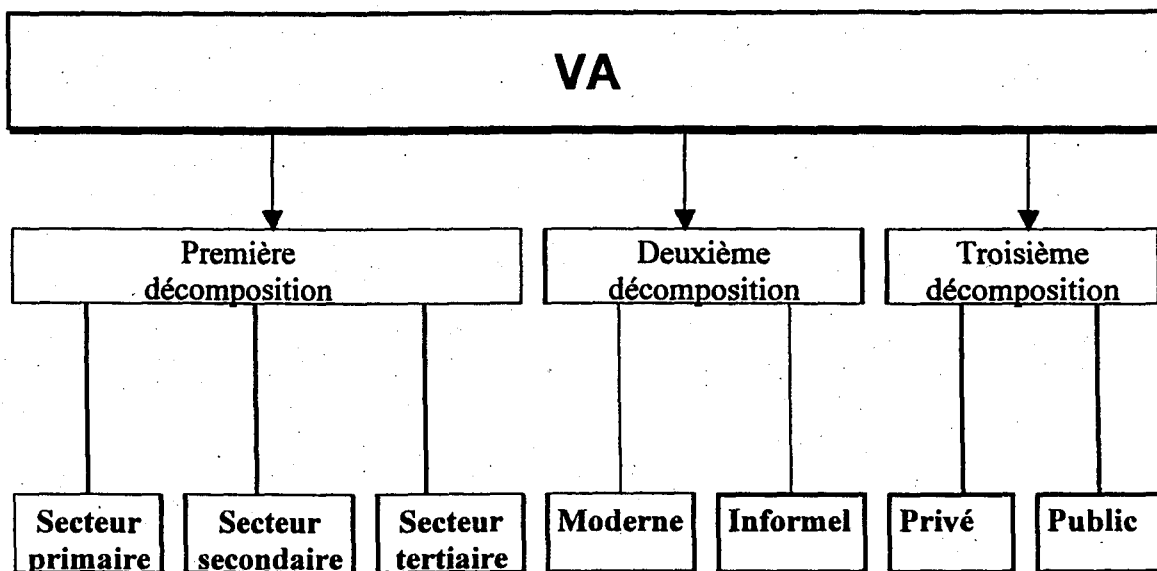 VA
Première
décomposition
Deuxième
décomposition
Troisième
décomposition
Secteur
primaire
Secteur
secondaire
Secteur
tertiaire
Moderne
Informel
Privé
Public